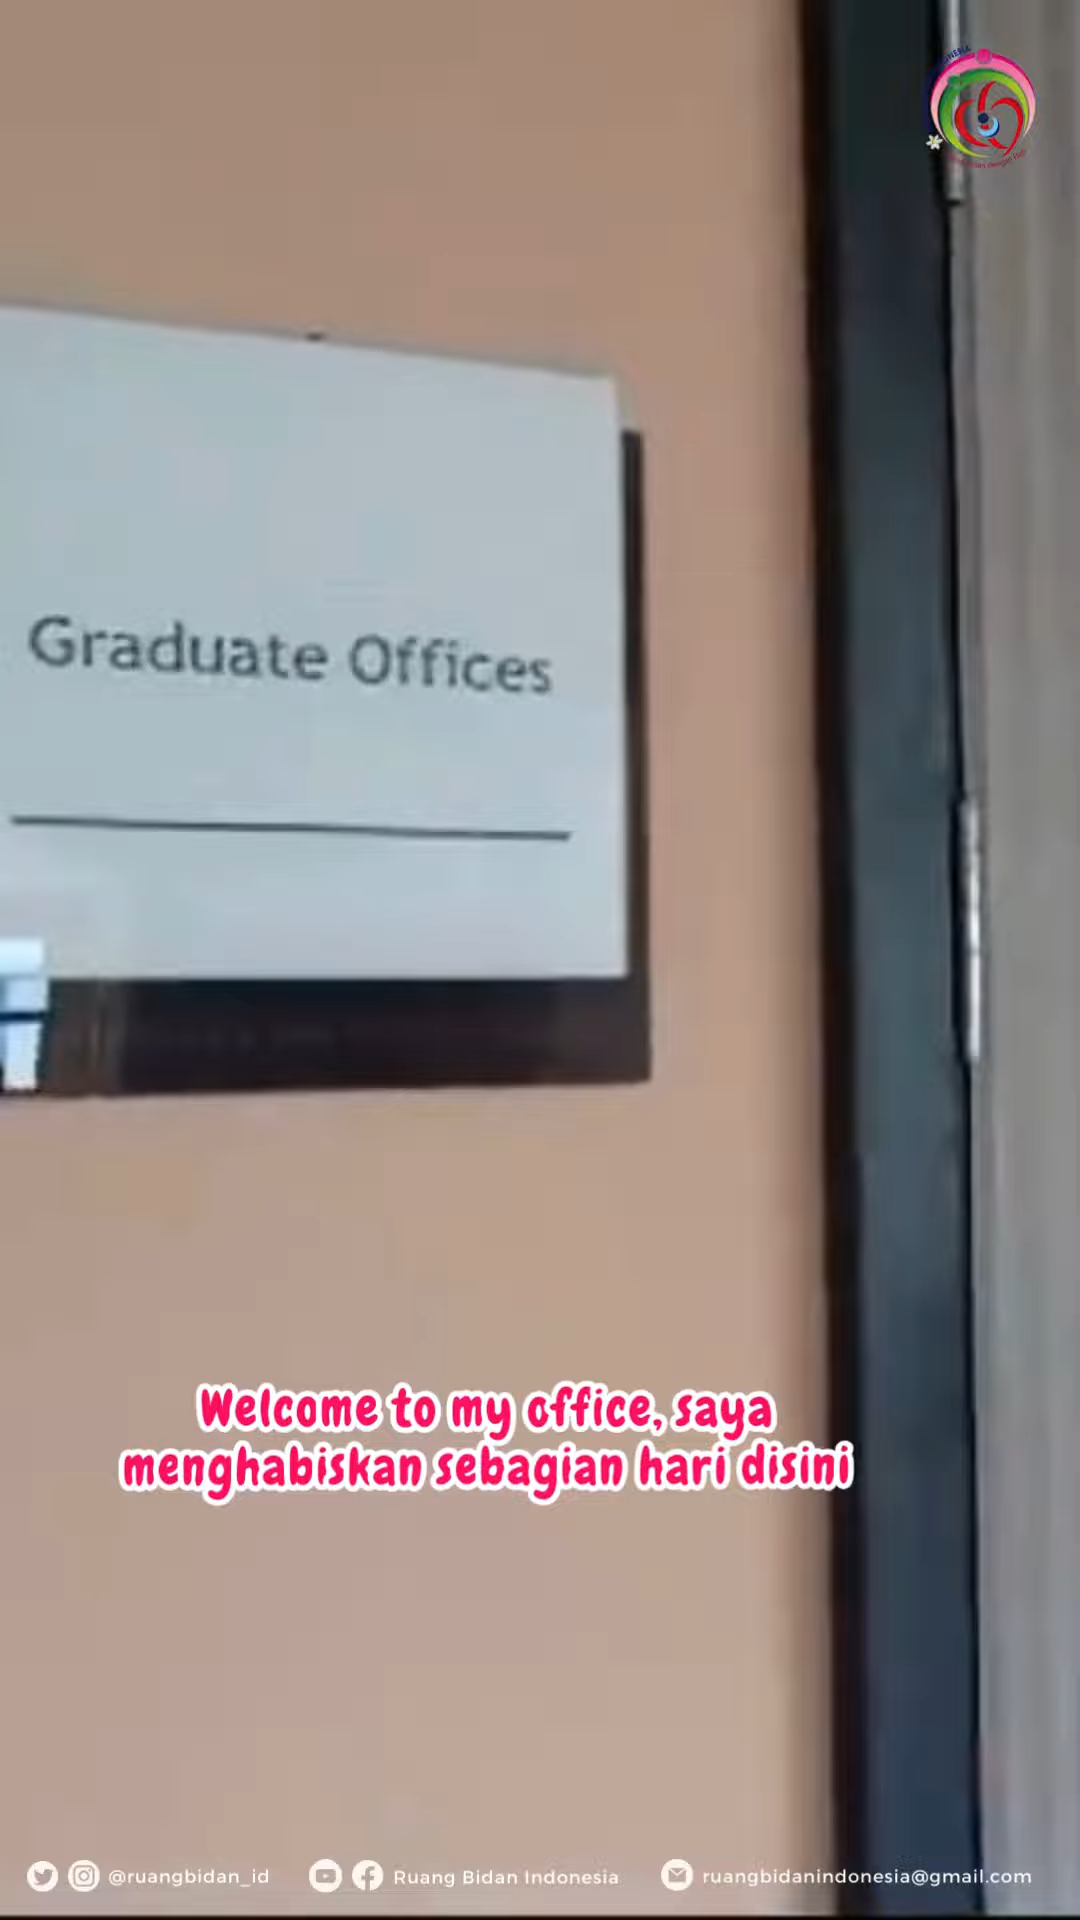 Graduate Offices
Welcome to my office, saya
menghabiskan sebagian hari disini
@ruangbidan_id
Ruang Bidan Indonesia
ruangbidanindonesia@gmail.com